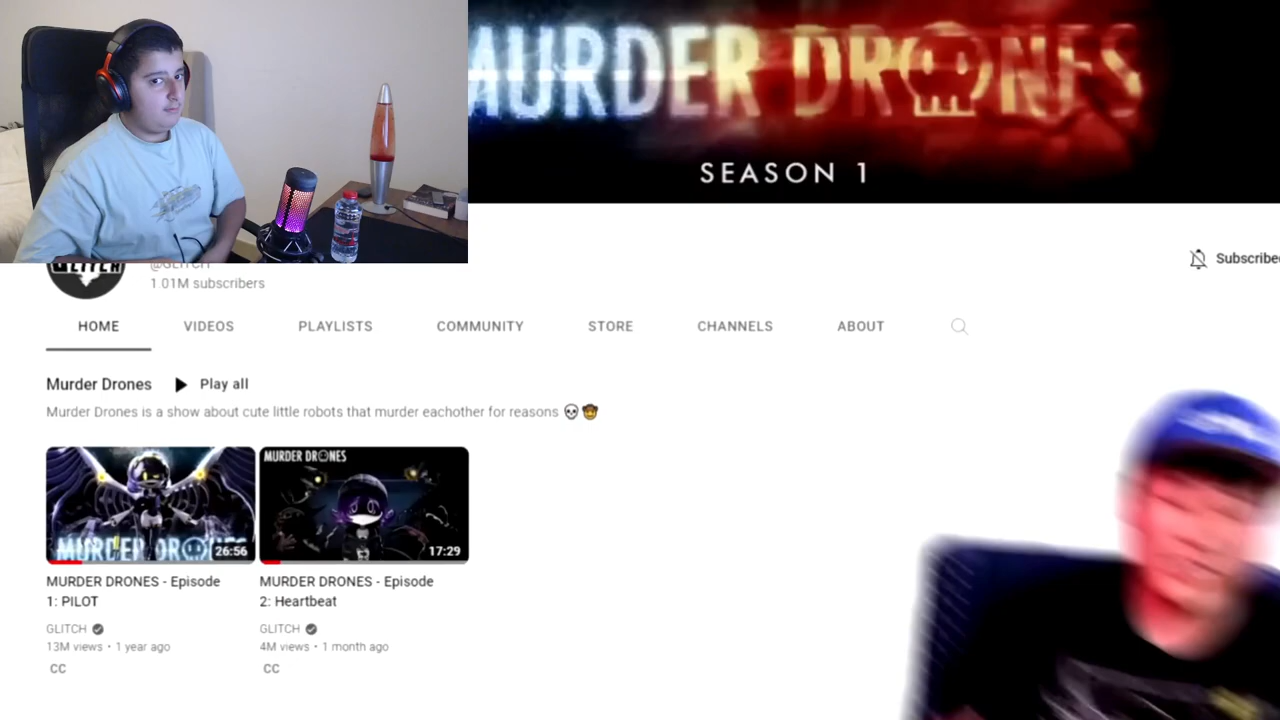 MURDER DRONES
SEASON 1
GLITCH
@GLITCH
1.01M subscribers
Subscribed
HOME VIDEOS PLAYLISTS COMMUNITY STORE CHANNELS ABOUT
Murder Drones Play all
Murder Drones is a show about cute little robots that murder eachother for reasons 💀🤠
MURDER DRONES
26:56
MURDER DRONES
17:29
MURDER DRONES - Episode
1: PILOT
GLITCH
13M views • 1 year ago
CC
MURDER DRONES - Episode
2: Heartbeat
GLITCH
4M views • 1 month ago
CC